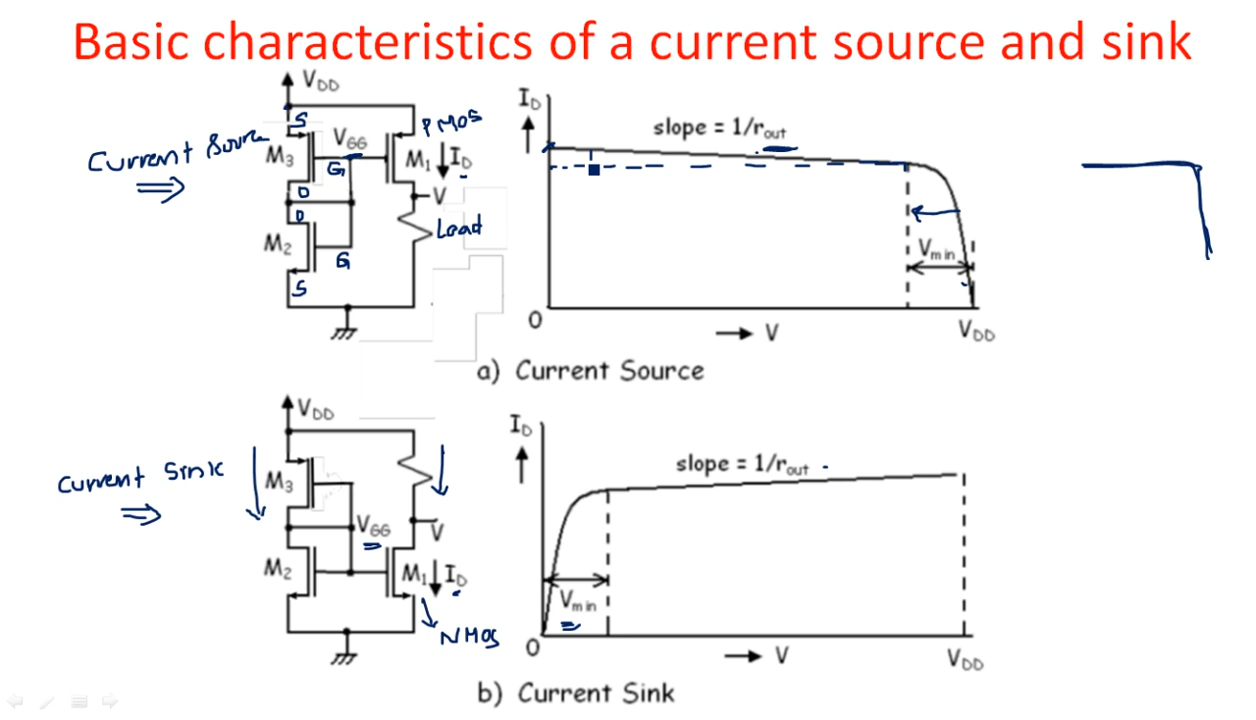 Basic characteristics of a current source and sink
VDD
S
PMOS
VGG
Current Source
M3
G
M1
ID
D
V
D
Load
M2
G
S
ID
slope = 1/rout
Vmin
0
V
VDD
a) Current Source
VDD
Current Sink
M3
VGG
V
M2
M1
ID
NMOS
ID
slope = 1/rout
Vmin
0
V
VDD
b) Current Sink